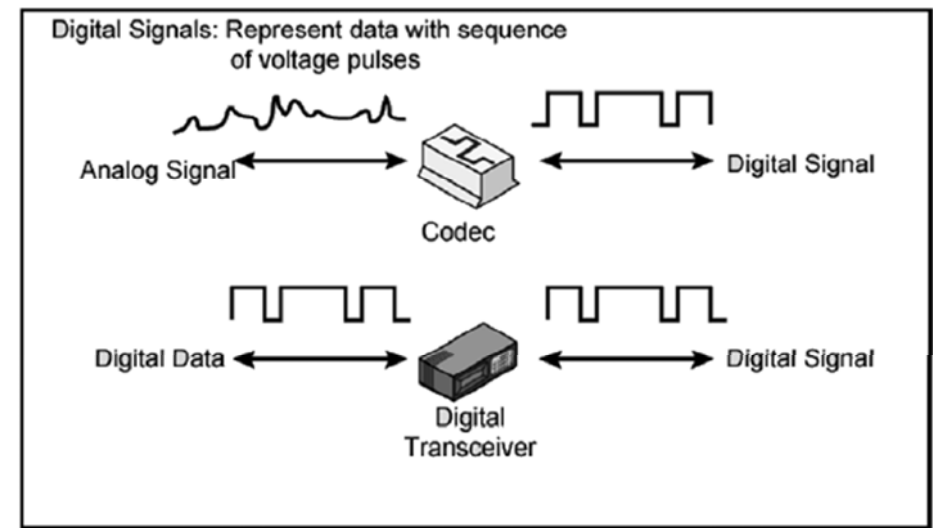 Digital Signals: Represent data with sequence
of voltage pulses
Analog Signal
Digital Signal
Codec
Digital Data
Digital Signal
Digital
Transceiver